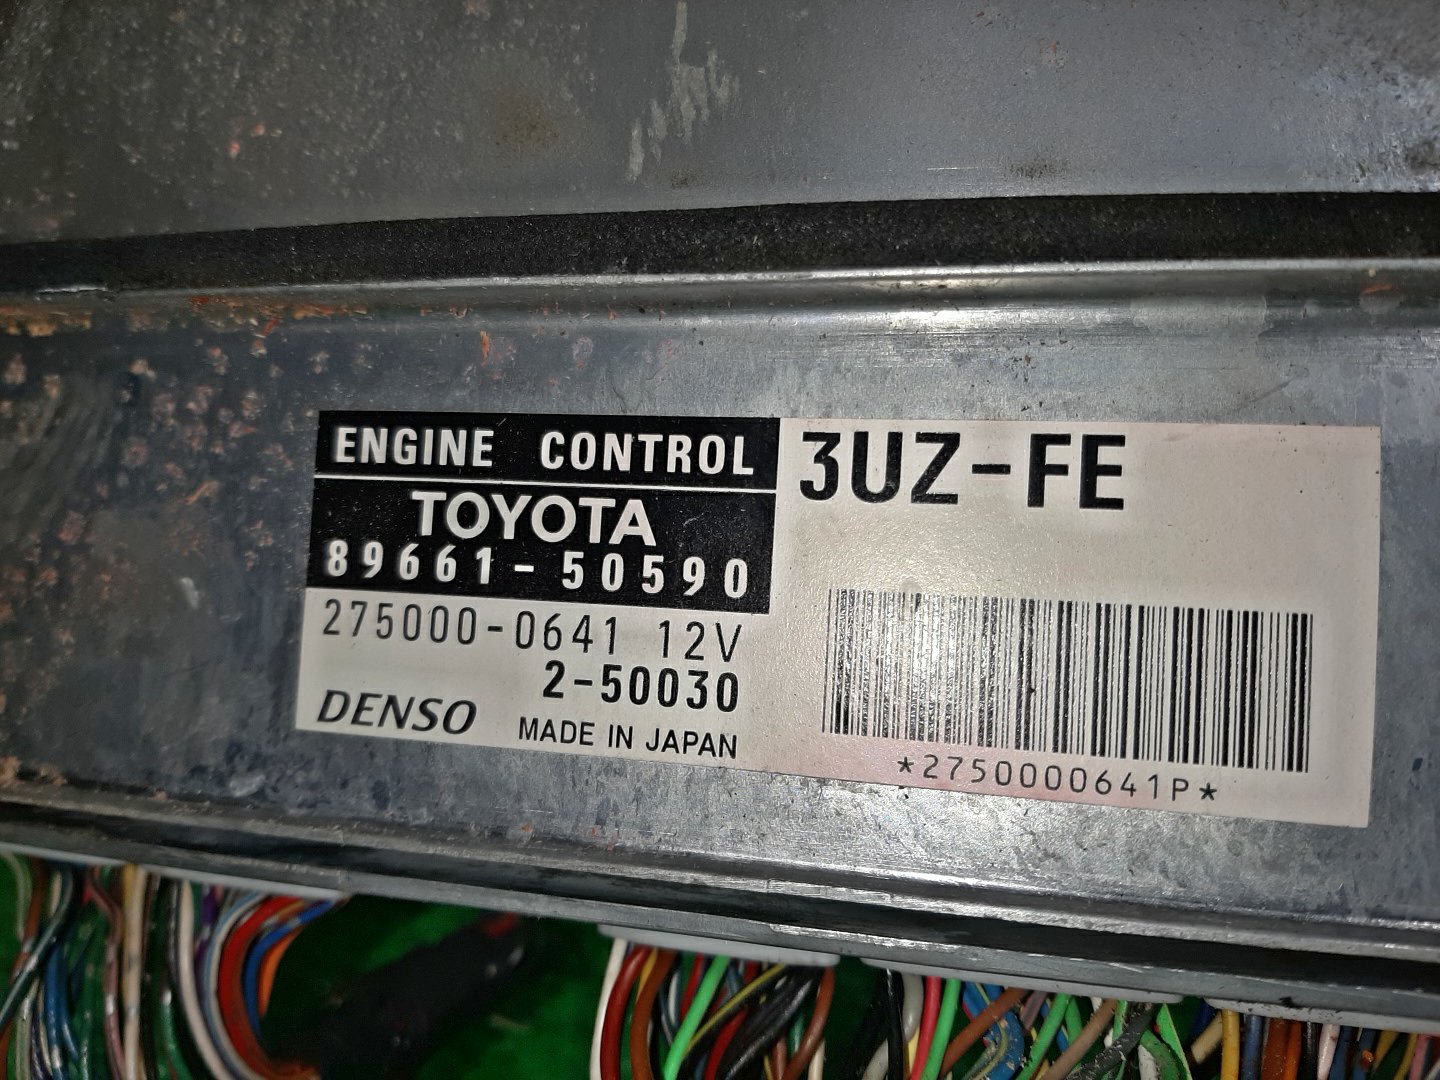 ENGINE CONTROL
TOYOTA
89661-50590
275000-0641 12V
2-50030
DENSO MADE IN JAPAN
3UZ-FE
*2750000641P*